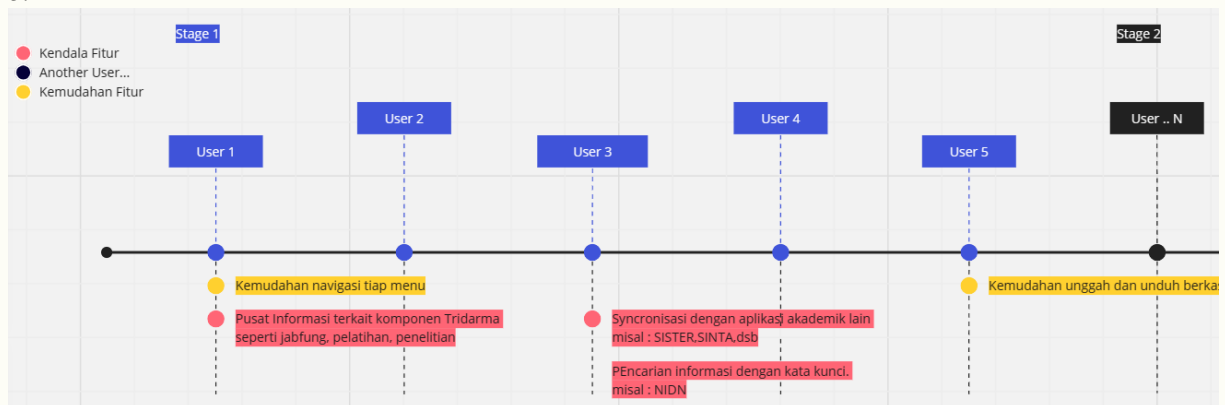 Stage 1
Stage 2
Kendala Fitur
Another User...
Kemudahan Fitur
User 1
User 2
User 3
User 4
User 5
User .. N
Kemudahan navigasi tiap menu
Pusat Informasi terkait komponen Tridarma
seperti jabfung, pelatihan, penelitian
Syncronisasi dengan aplikasi akademik lain
misal : SISTER,SINTA,dsb
PEncarian informasi dengan kata kunci.
misal : NIDN
Kemudahan unggah dan unduh berkas